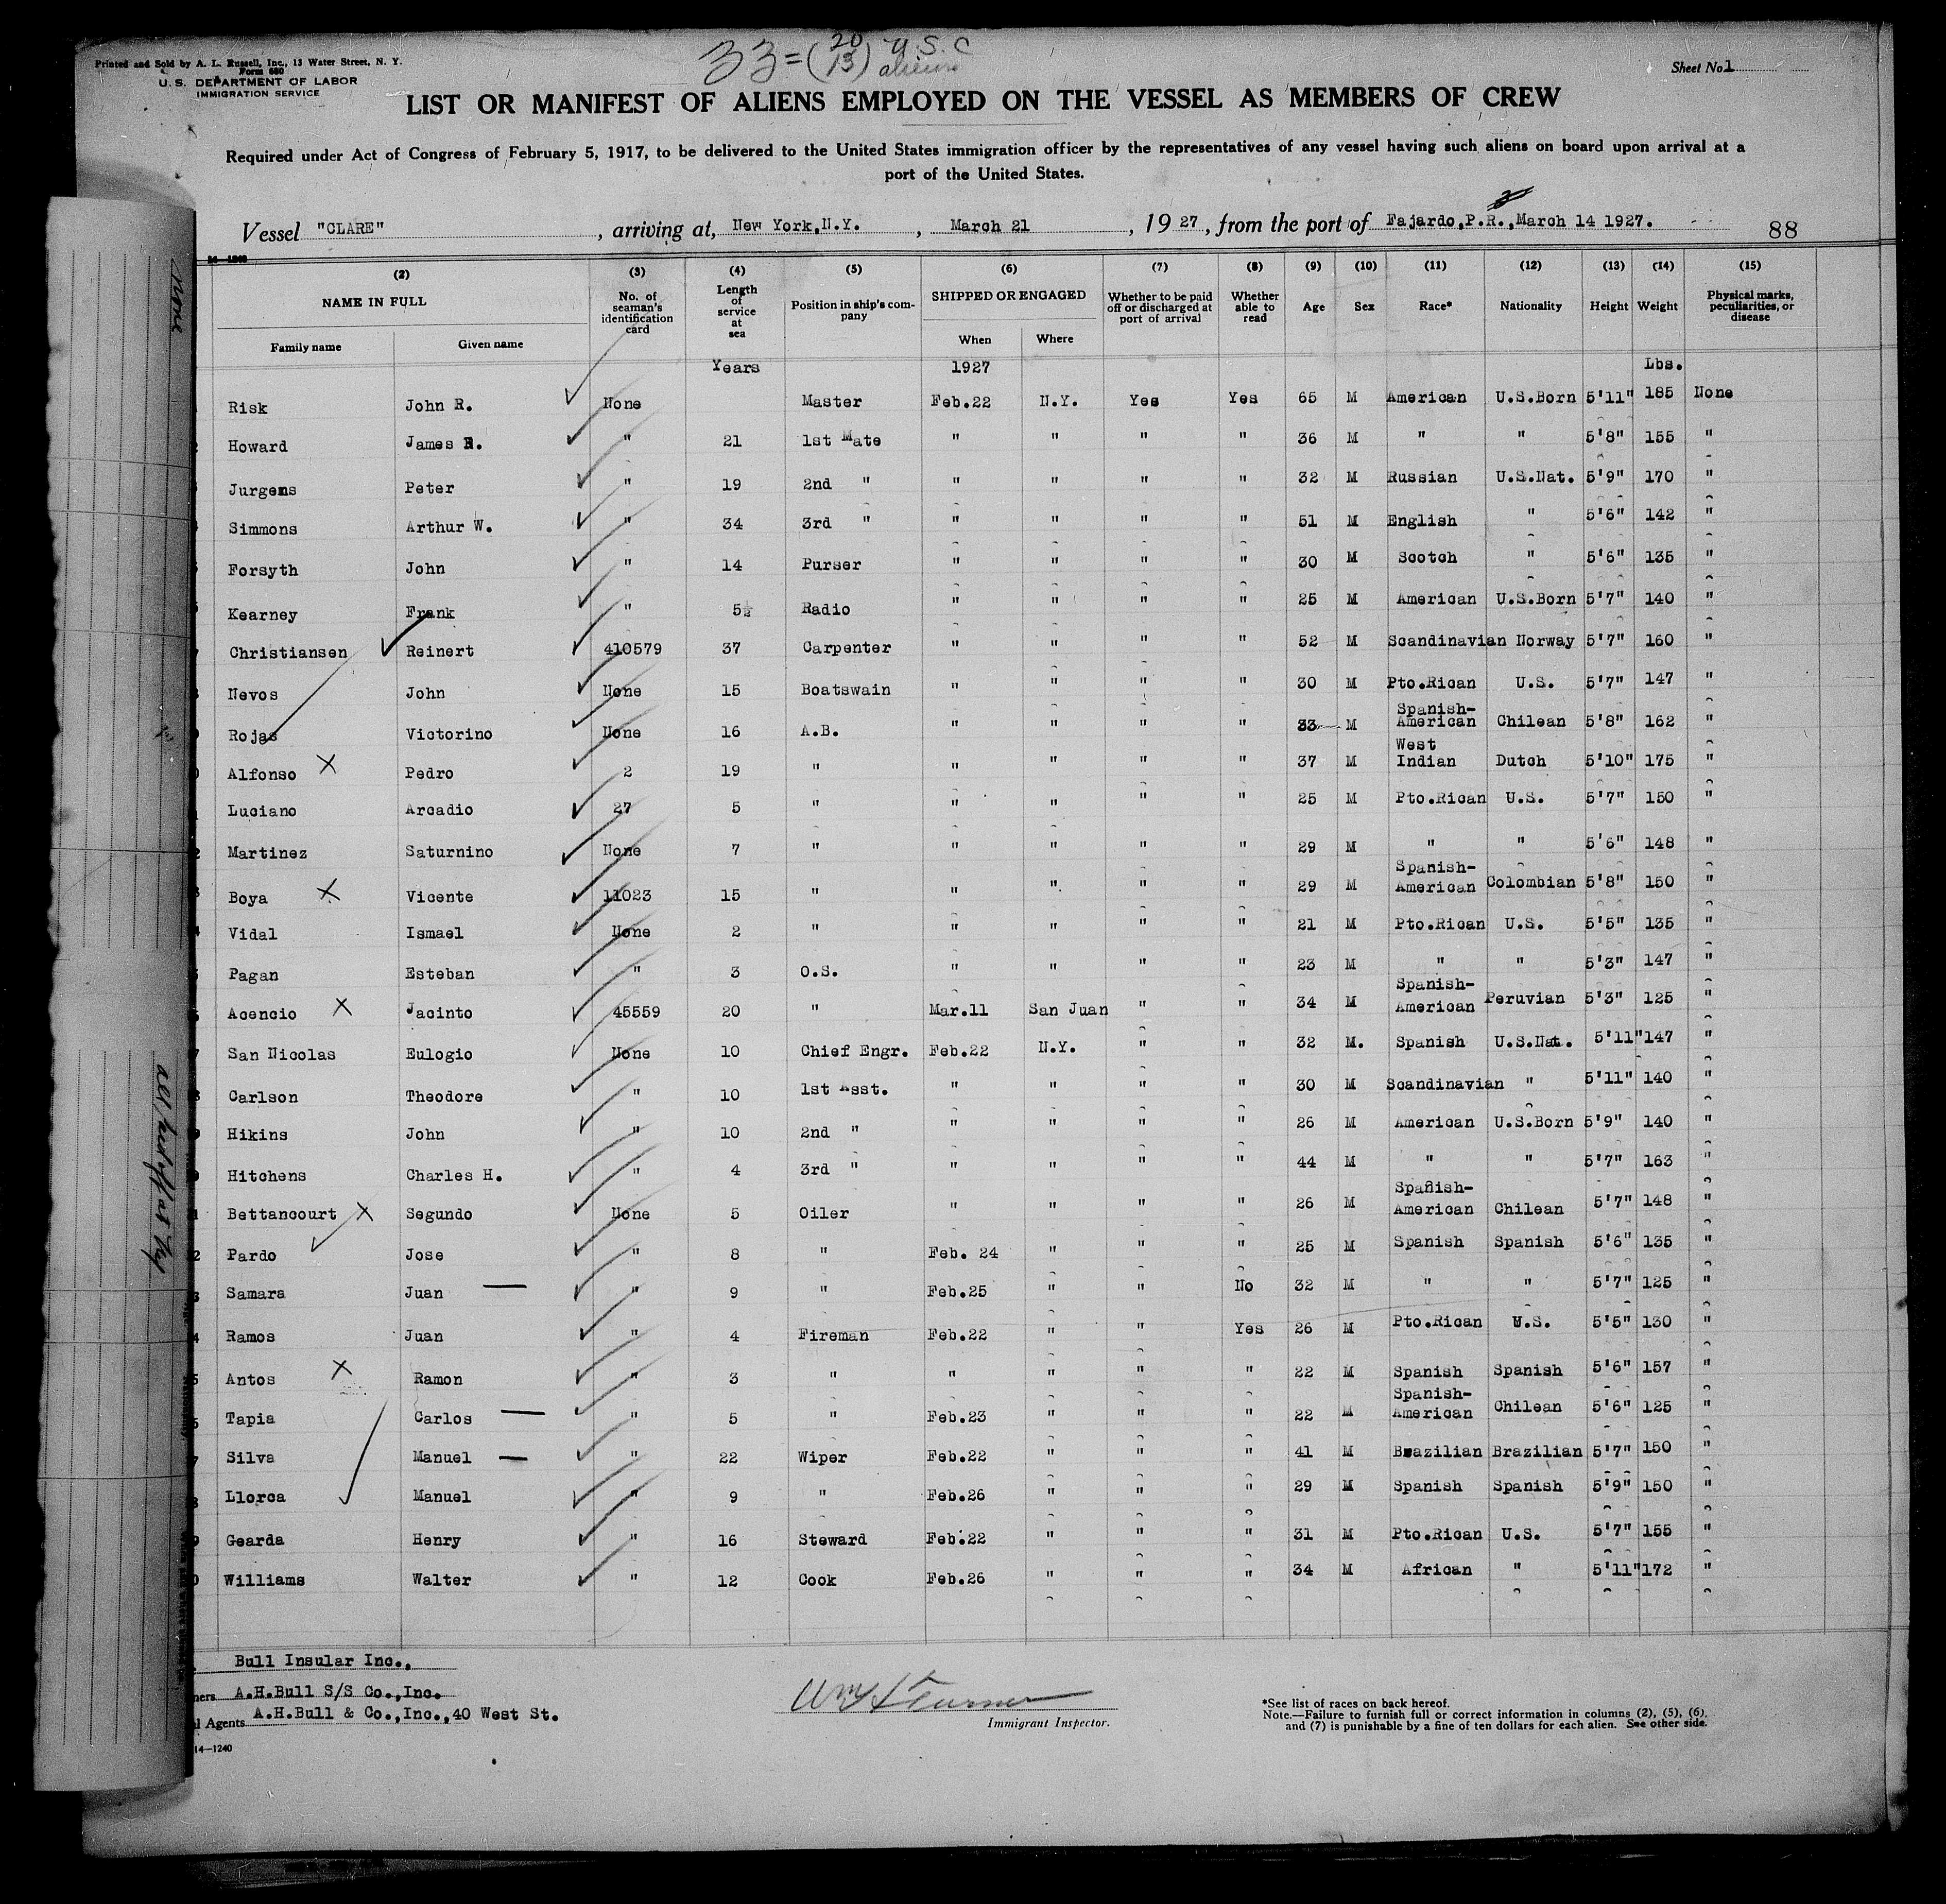 33 = (20 U.S.C
13) aliens
Printed and Sold by A. L. Russell, Inc., 13 Water Street, N. Y.
Form 680
U. S. DEPARTMENT OF LABOR
IMMIGRATION SERVICE
Sheet No. 1
LIST OR MANIFEST OF ALIENS EMPLOYED ON THE VESSEL AS MEMBERS OF CREW
Required under Act of Congress of February 5, 1917, to be delivered to the United States immigration officer by the representatives of any vessel having such aliens on board upon arrival at a
port of the United States.
Vessel "CLARE", arriving at, New York, N.Y., March 21, 1927, from the port of Fajardo, P.R., March 14 1927. 88
14—1240
(2) (3) (4) (5) (6) (7) (8) (9) (10) (11) (12) (13) (14) (15)
NAME IN FULL No. of seaman's identification card Length of service at sea Position in ship's company SHIPPED OR ENGAGED Whether to be paid off or discharged at port of arrival Whether able to read Age Sex Race* Nationality Height Weight Physical marks, peculiarities, or disease
Family name Given name When Where
Years 1927 Lbs.
Risk John R. None Master Feb.22 N.Y. Yes Yes 65 M American U.S.Born 5'11" 185 None
Howard James R. " 21 1st Mate " " " " 36 M " " 5'8" 155 "
Jurgens Peter " 19 2nd " " " " " 32 M Russian U.S.Nat. 5'9" 170 "
Simmons Arthur W. " 34 3rd " " " " " 51 M English " 5'6" 142 "
Forsyth John " 14 Purser " " " " 30 M Scotch " 5'6" 135 "
Kearney Frank " 5½ Radio " " " " 25 M American U.S.Born 5'7" 140 "
Christiansen Reinert 410579 37 Carpenter " " " " 52 M Scandinavian Norway 5'7" 160 "
Nevos John None 15 Boatswain " " " " 30 M Pto.Rican U.S. 5'7" 147 "
Rojas Victorino None 16 A.B. " " " " 33 M Spanish-American Chilean 5'8" 162 "
Alfonso X Pedro 2 19 " " " " " 37 M West Indian Dutch 5'10" 175 "
Luciano Arcadio 27 5 " " " " " 25 M Pto.Rican U.S. 5'7" 150 "
Martinez Saturnino None 7 " " " " " 29 M " " 5'6" 148 "
Boya X Vicente 11023 15 " " " " " 29 M Spanish-American Colombian 5'8" 150 "
Vidal Ismael None 2 " " " " " 21 M Pto.Rican U.S. 5'5" 135 "
Pagan Esteban " 3 O.S. " " " " 23 M " " 5'3" 147 "
Acencio X Jacinto 45559 20 " Mar.11 San Juan " " 34 M Spanish-American Peruvian 5'3" 125 "
San Nicolas Eulogio None 10 Chief Engr. Feb.22 N.Y. " " 32 M. Spanish U.S.Nat. 5'11" 147 "
Carlson Theodore " 10 1st Asst. " " " " 30 M Scandinavian " 5'11" 140 "
Hikins John " 10 2nd " " " " " 26 M American U.S.Born 5'9" 140 "
Hitchens Charles H. " 4 3rd " " " " " 44 M " " 5'7" 163 "
Bettancourt X Segundo None 5 Oiler " " " " 26 M Spanish-American Chilean 5'7" 148 "
Pardo Jose " 8 " Feb. 24 " " " 25 M Spanish Spanish 5'6" 135 "
Samara Juan — " 9 " Feb.25 " " No 32 M " " 5'7" 125 "
Ramos Juan " 4 Fireman Feb.22 " " Yes 26 M Pto.Rican U.S. 5'5" 130 "
Antos X Ramon " 3 " " " " " 22 M Spanish Spanish 5'6" 157 "
Tapia Carlos — " 5 " Feb.23 " " " 22 M Spanish-American Chilean 5'6" 125 "
Silva Manuel — " 22 Wiper Feb.22 " " " 41 M Brazilian Brazilian 5'7" 150 "
Llorca Manuel " 9 " Feb.26 " " " 29 M Spanish Spanish 5'9" 150 "
Gearda Henry " 16 Steward Feb.22 " " " 31 M Pto.Rican U.S. 5'7" 155 "
Williams Walter " 12 Cook Feb.26 " " " 34 M African " 5'11" 172 "
Bull Insular Inc.,
A.H.Bull S/S Co.,Inc.
Agents A.H.Bull & Co.,Inc.,40 West St.
14—1240
Immigrant Inspector.
*See list of races on back hereof.
Note.—Failure to furnish full or correct information in columns (2), (5), (6),
and (7) is punishable by a fine of ten dollars for each alien. See other side.